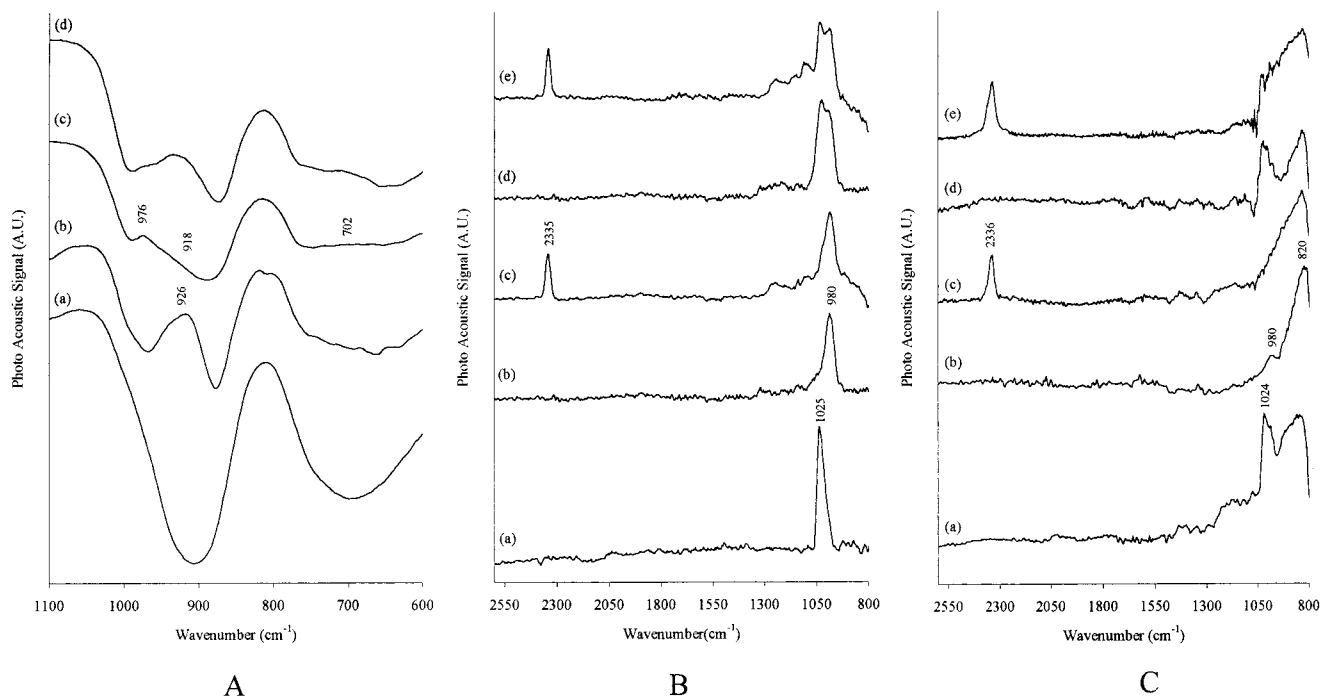 Photo Acoustic Signal (A.U.)
(d)
(c)
(b)
(a)
976
918
702
926
1100 1000 900 800 700 600
Wavenumber (cm-1)
A
Photo Acoustic Signal (A.U.)
(e)
(d)
(c)
(b)
(a)
2335
980
1025
2550 2300 2050 1800 1550 1300 1050 800
Wavenumber(cm-1)
B
Photo Acoustic Signal (A.U.)
(e)
(d)
(c)
(b)
(a)
2336
820
980
1024
2550 2300 2050 1800 1550 1300 1050 800
Wavenumber (cm-1)
C